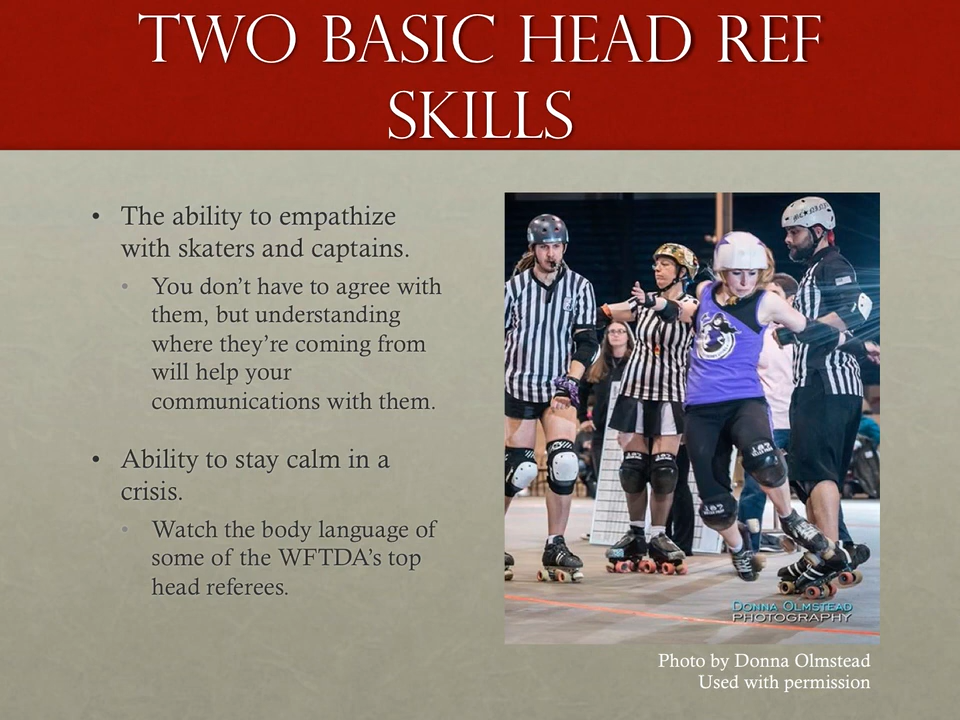 TWO BASIC HEAD REF
SKILLS
• The ability to empathize
with skaters and captains.
• You don’t have to agree with
them, but understanding
where they’re coming from
will help your
communications with them.
• Ability to stay calm in a
crisis.
• Watch the body language of
some of the WFTDA’s top
head referees.
DONNA OLMSTEAD
PHOTOGRAPHY
Photo by Donna Olmstead
Used with permission